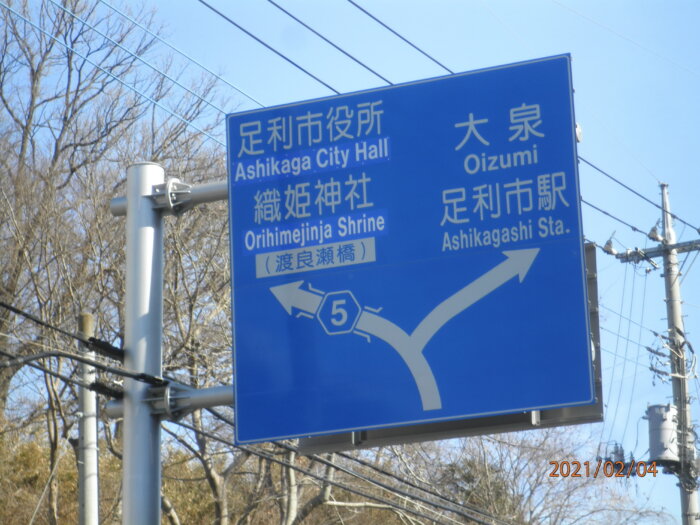 足利市役所
Ashikaga City Hall
織姫神社
Orihimejinja Shrine
(渡良瀬橋)
5
大泉
Oizumi
足利市駅
Ashikagashi Sta.
2021/02/04